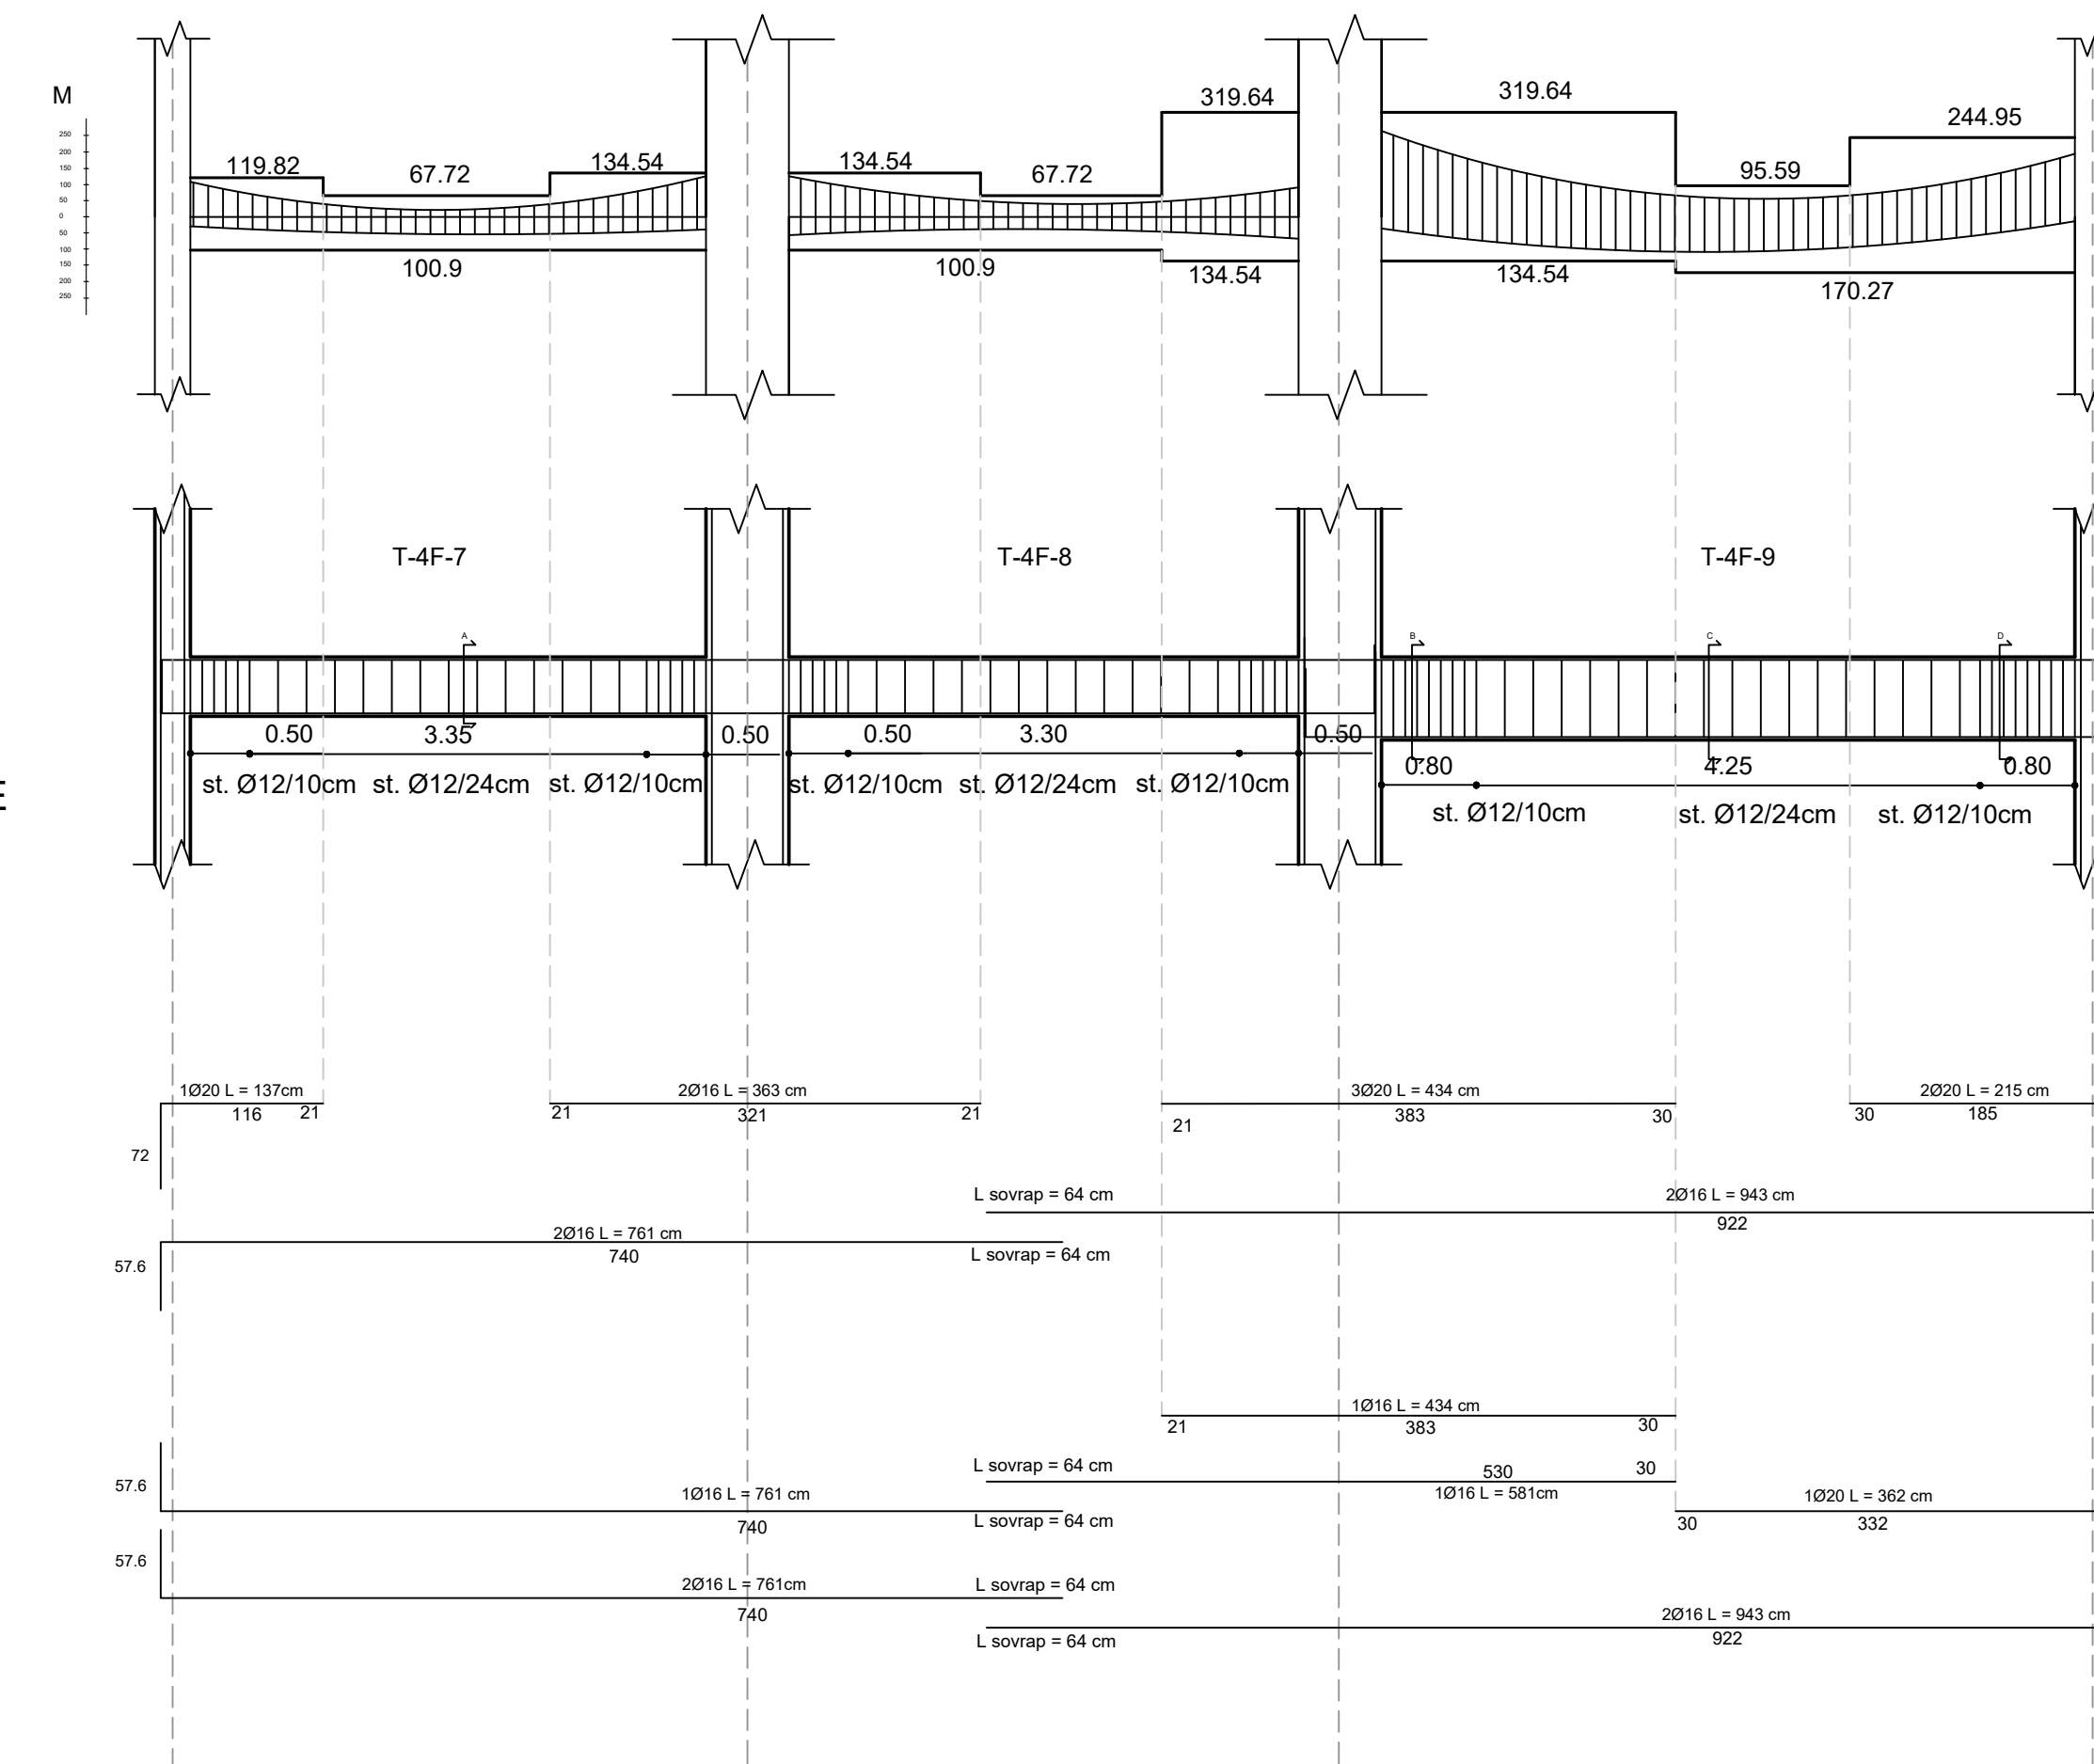 M
250
200
150
100
50
0
50
100
150
200
250
119.82
67.72
134.54
100.9
134.54
67.72
319.64
100.9
134.54
319.64
95.59
244.95
134.54
170.27
T-4F-7
T-4F-8
T-4F-9
A
B
C
D
0.50
3.35
0.50
0.50
3.30
0.50
0.80
4.25
0.80
st. Ø12/10cm
st. Ø12/24cm
st. Ø12/10cm
st. Ø12/10cm
st. Ø12/24cm
st. Ø12/10cm
st. Ø12/10cm
st. Ø12/24cm
st. Ø12/10cm
E
1Ø20 L = 137cm
116
21
72
2Ø16 L = 363 cm
21
321
21
3Ø20 L = 434 cm
21
383
30
2Ø20 L = 215 cm
30
185
L sovrap = 64 cm
2Ø16 L = 943 cm
922
2Ø16 L = 761 cm
740
L sovrap = 64 cm
57.6
1Ø16 L = 434 cm
21
383
30
L sovrap = 64 cm
530
30
1Ø16 L = 581cm
57.6
1Ø16 L = 761 cm
740
L sovrap = 64 cm
1Ø20 L = 362 cm
30
332
57.6
2Ø16 L = 761cm
740
L sovrap = 64 cm
2Ø16 L = 943 cm
922
L sovrap = 64 cm